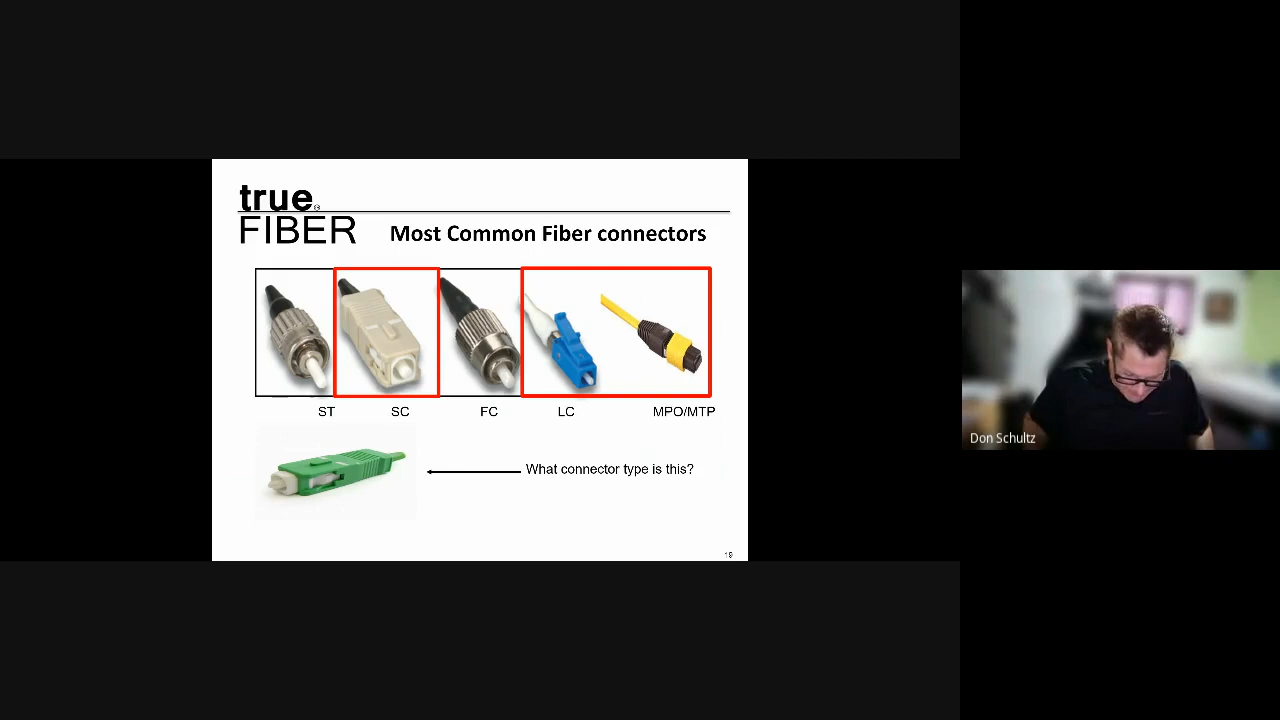 true®
FIBER
Most Common Fiber connectors
ST SC FC LC MPO/MTP
What connector type is this?
19
Don Schultz